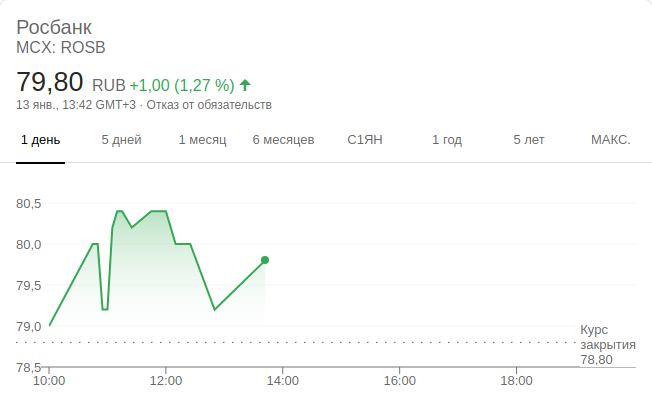 Росбанк
MCX: ROSB
79,80 RUB +1,00 (1,27 %)
13 янв., 13:42 GMT+3 · Отказ от обязательств
1 день 5 дней 1 месяц 6 месяцев С1ЯН 1 год 5 лет МАКС.
80,5
80,0
79,5
79,0
Курс
закрытия
78,80
78,5
10:00 12:00 14:00 16:00 18:00